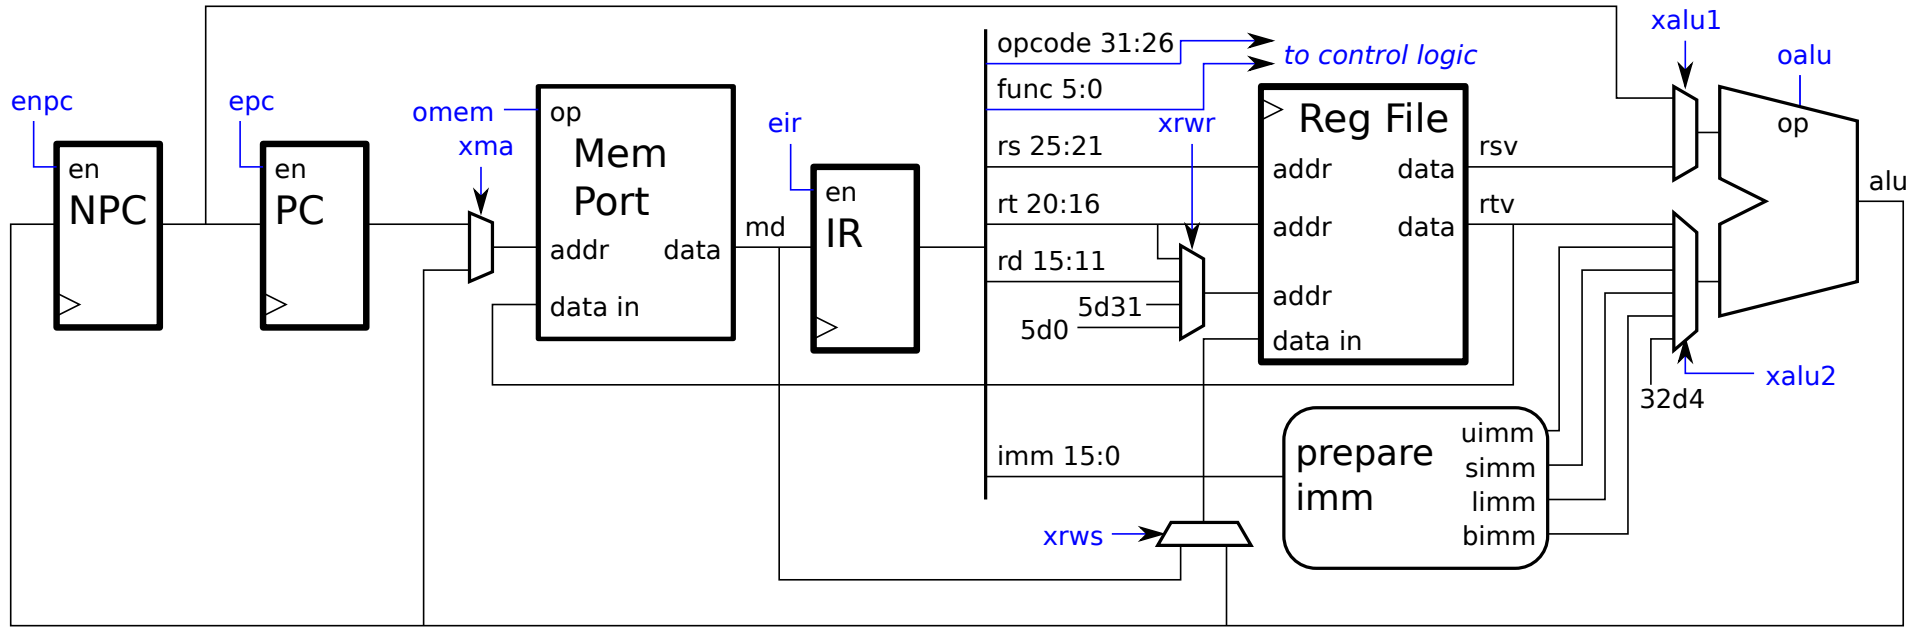 enpc
en
NPC
epc
en
PC
omem
xma
op
Mem
Port
addr
data
data in
md
eir
en
IR
opcode 31:26
to control logic
func 5:0
rs 25:21
rt 20:16
rd 15:11
5d31
5d0
imm 15:0
xrwr
Reg File
addr
data
addr
data
addr
data in
rsv
rtv
xalu1
oalu
op
alu
xalu2
32d4
prepare
imm
uimm
simm
limm
bimm
xrws